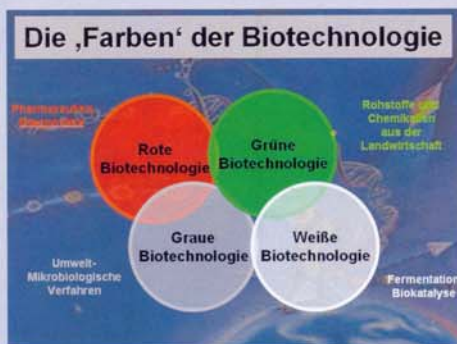 Die ‚Farben‘ der Biotechnologie
Pharmazeutika
Diagnostika
Rote
Biotechnologie
Grüne
Biotechnologie
Rohstoffe und
Chemikalien
aus der
Landwirtschaft
Graue
Biotechnologie
Weiße
Biotechnologie
Umwelt-
Mikrobiologische
Verfahren
Fermentation
Biokatalyse